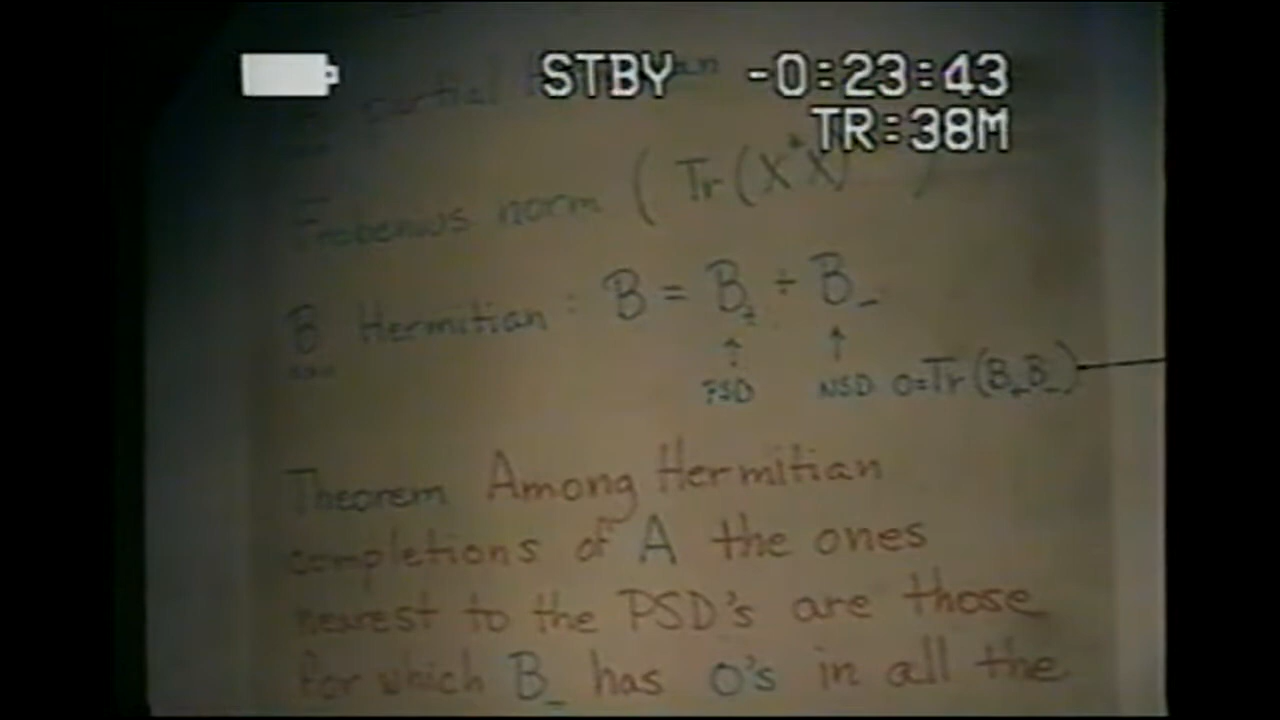 STBY -0:23:43
TR:38M
partial
Frobenius norm ( Tr (X*X)
B Hermitian : B = B₊ + B₋
PSD NSD 0=Tr(B₊B₋)
Theorem Among Hermitian
completions of A the ones
nearest to the PSD's are those
for which B₋ has 0's in all the